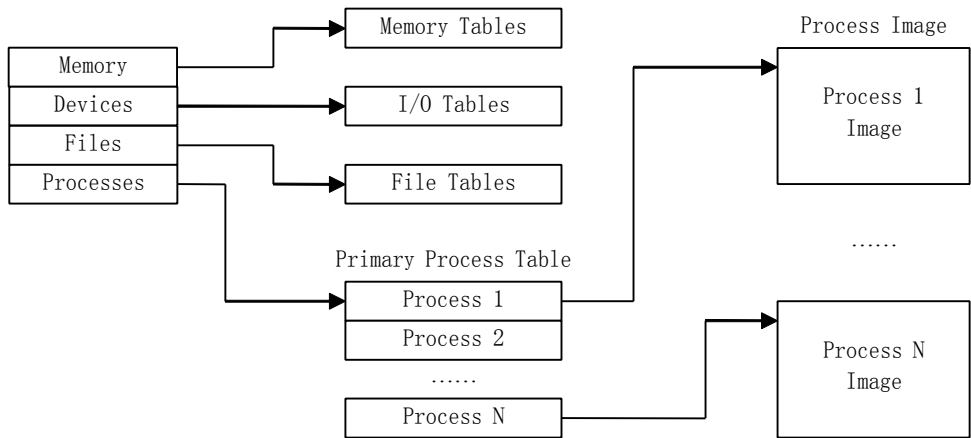 Memory
Devices
Files
Processes
Memory Tables
I/O Tables
File Tables
Primary Process Table
Process 1
Process 2
......
Process N
Process Image
Process 1
Image
......
Process N
Image